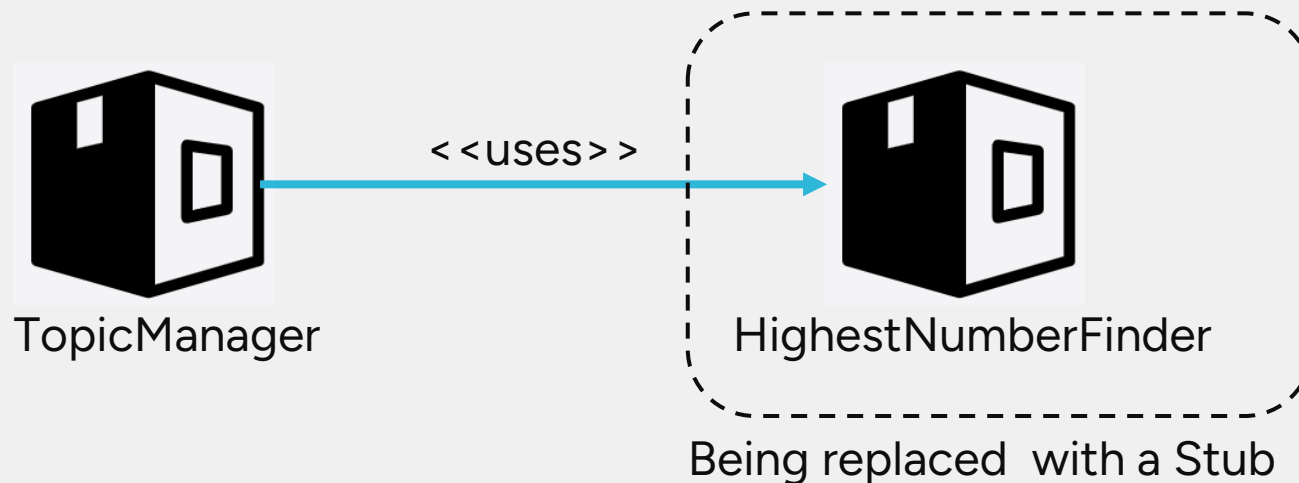 <<uses>>
TopicManager
HighestNumberFinder
Being replaced with a Stub